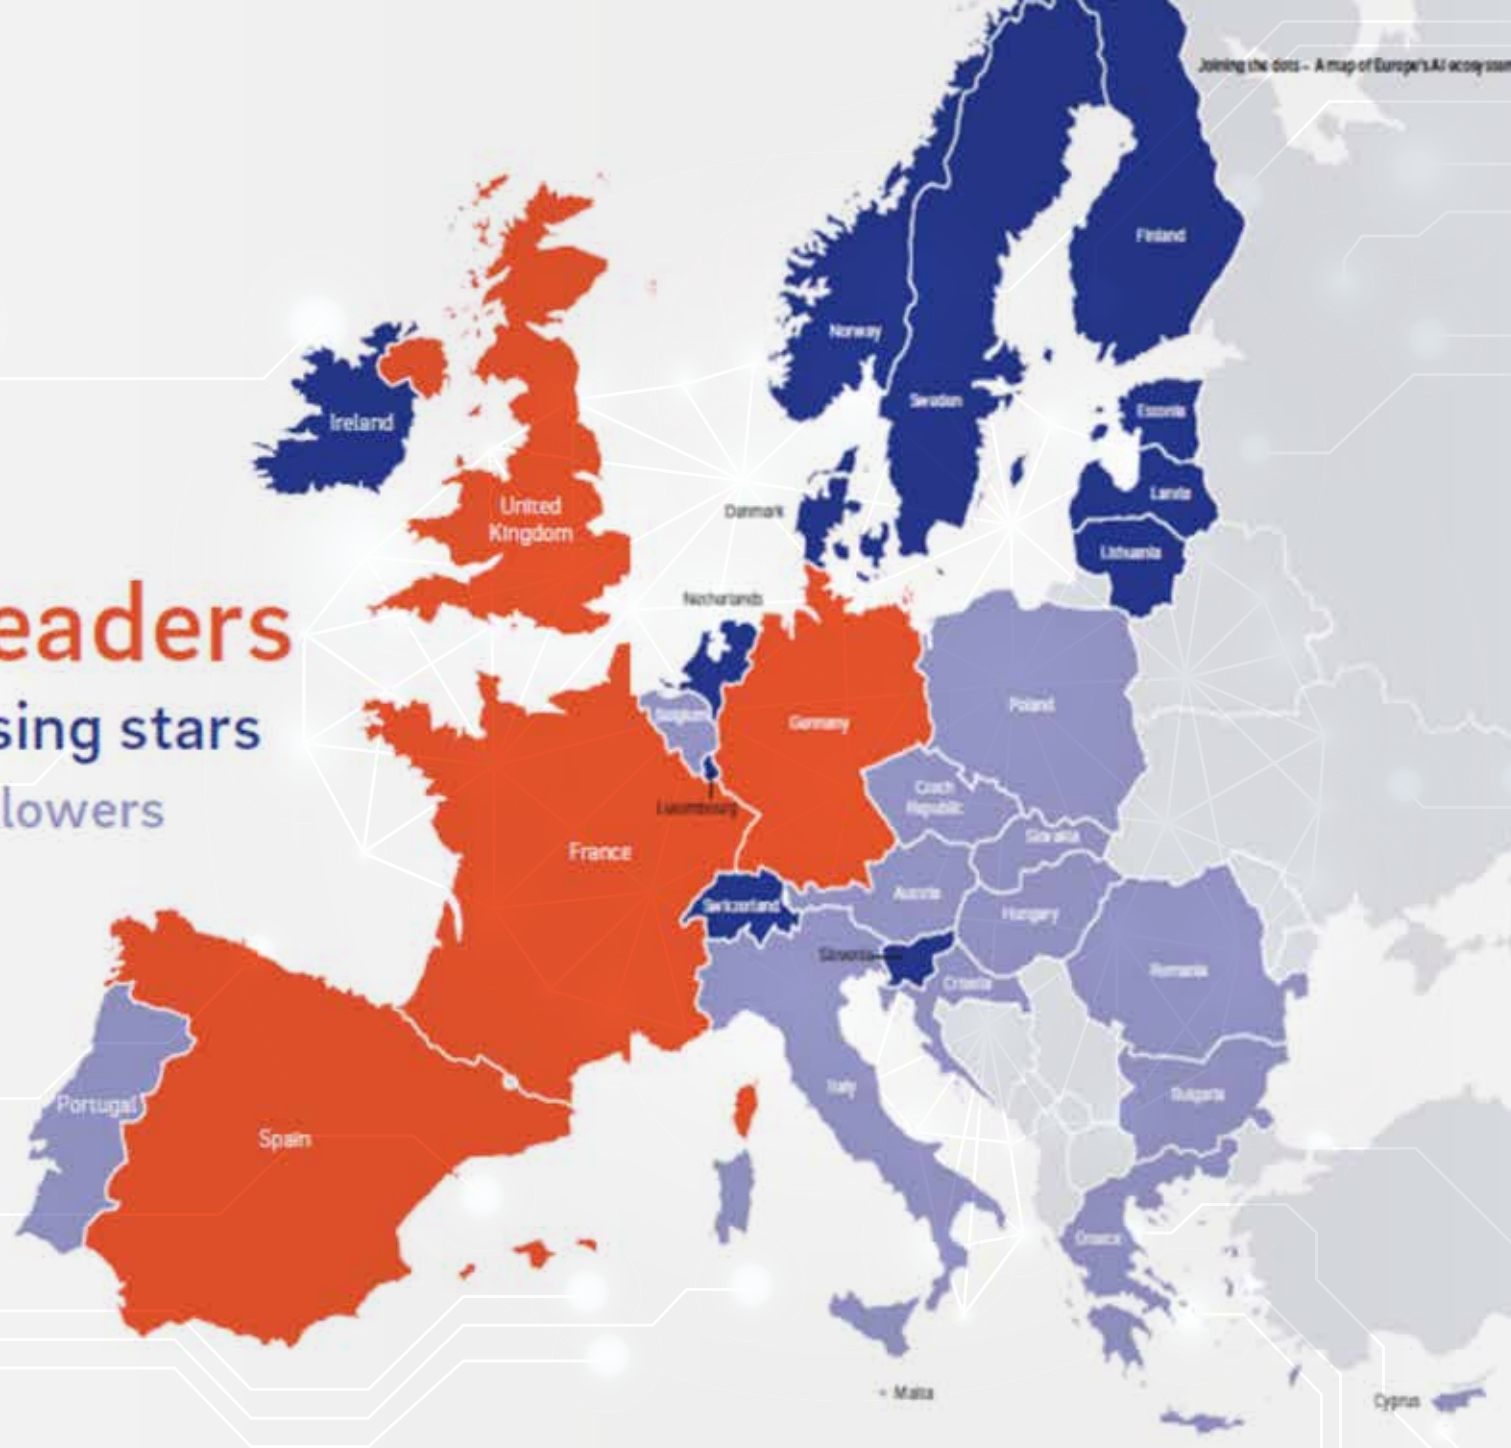 Joining the dots – A map of Europe's AI ecosystem
Finland
Norway
Sweden
Estonia
Ireland
Latvia
United
Kingdom
Denmark
Lithuania
Netherlands
eaders
Poland
Belgium
Germany
sing stars
Czech
Republic
Luxembourg
lowers
Slovakia
France
Austria
Switzerland
Hungary
Slovenia
Romania
Croatia
Italy
Bulgaria
Portugal
Spain
Greece
Malta
Cyprus